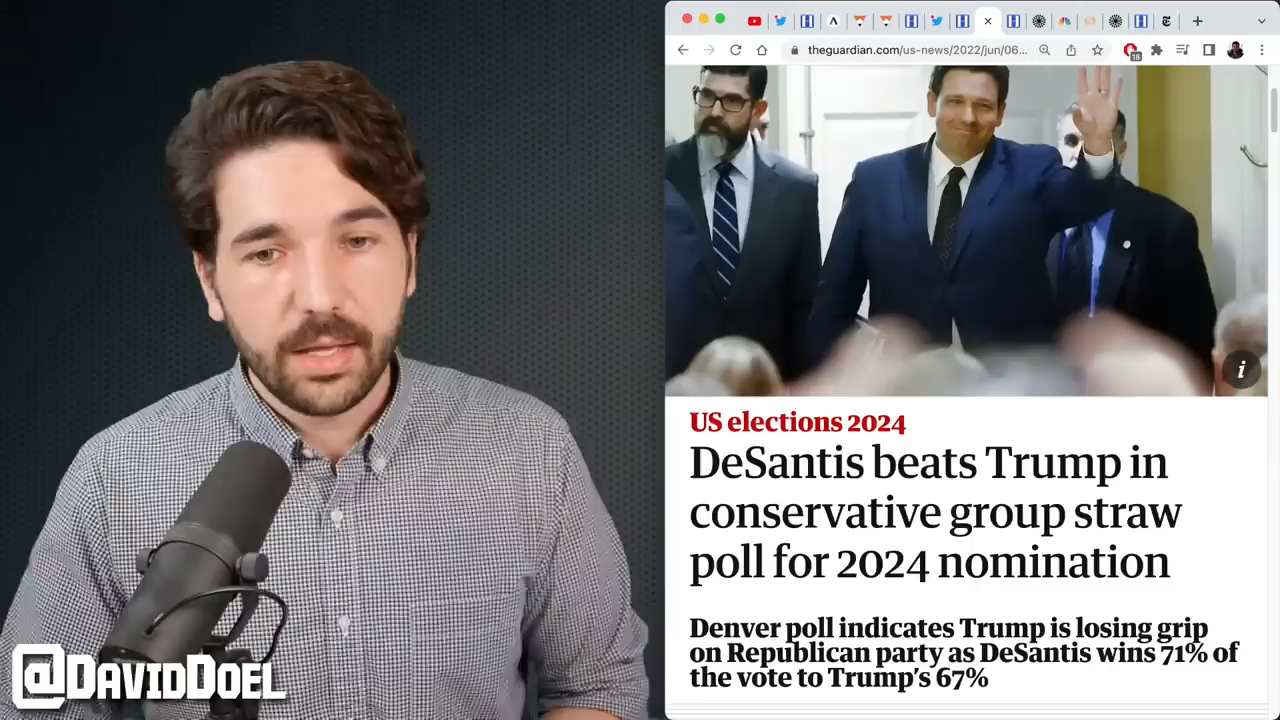 theguardian.com/us-news/2022/jun/06...
18
i
US elections 2024
DeSantis beats Trump in
conservative group straw
poll for 2024 nomination
Denver poll indicates Trump is losing grip
on Republican party as DeSantis wins 71% of
the vote to Trump's 67%
@DavidDoel